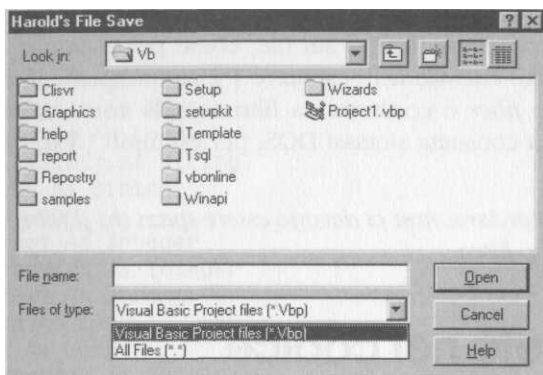 Harold's File Save
Look in: Vb
Clisvr Setup Wizards
Graphics setupkit Project1.vbp
help Template
report Tsql
Repostry vbonline
samples Winapi
File name: Open
Files of type: Visual Basic Project files (*.Vbp) Cancel
Visual Basic Project files (*.Vbp)
All Files (*.*) Help